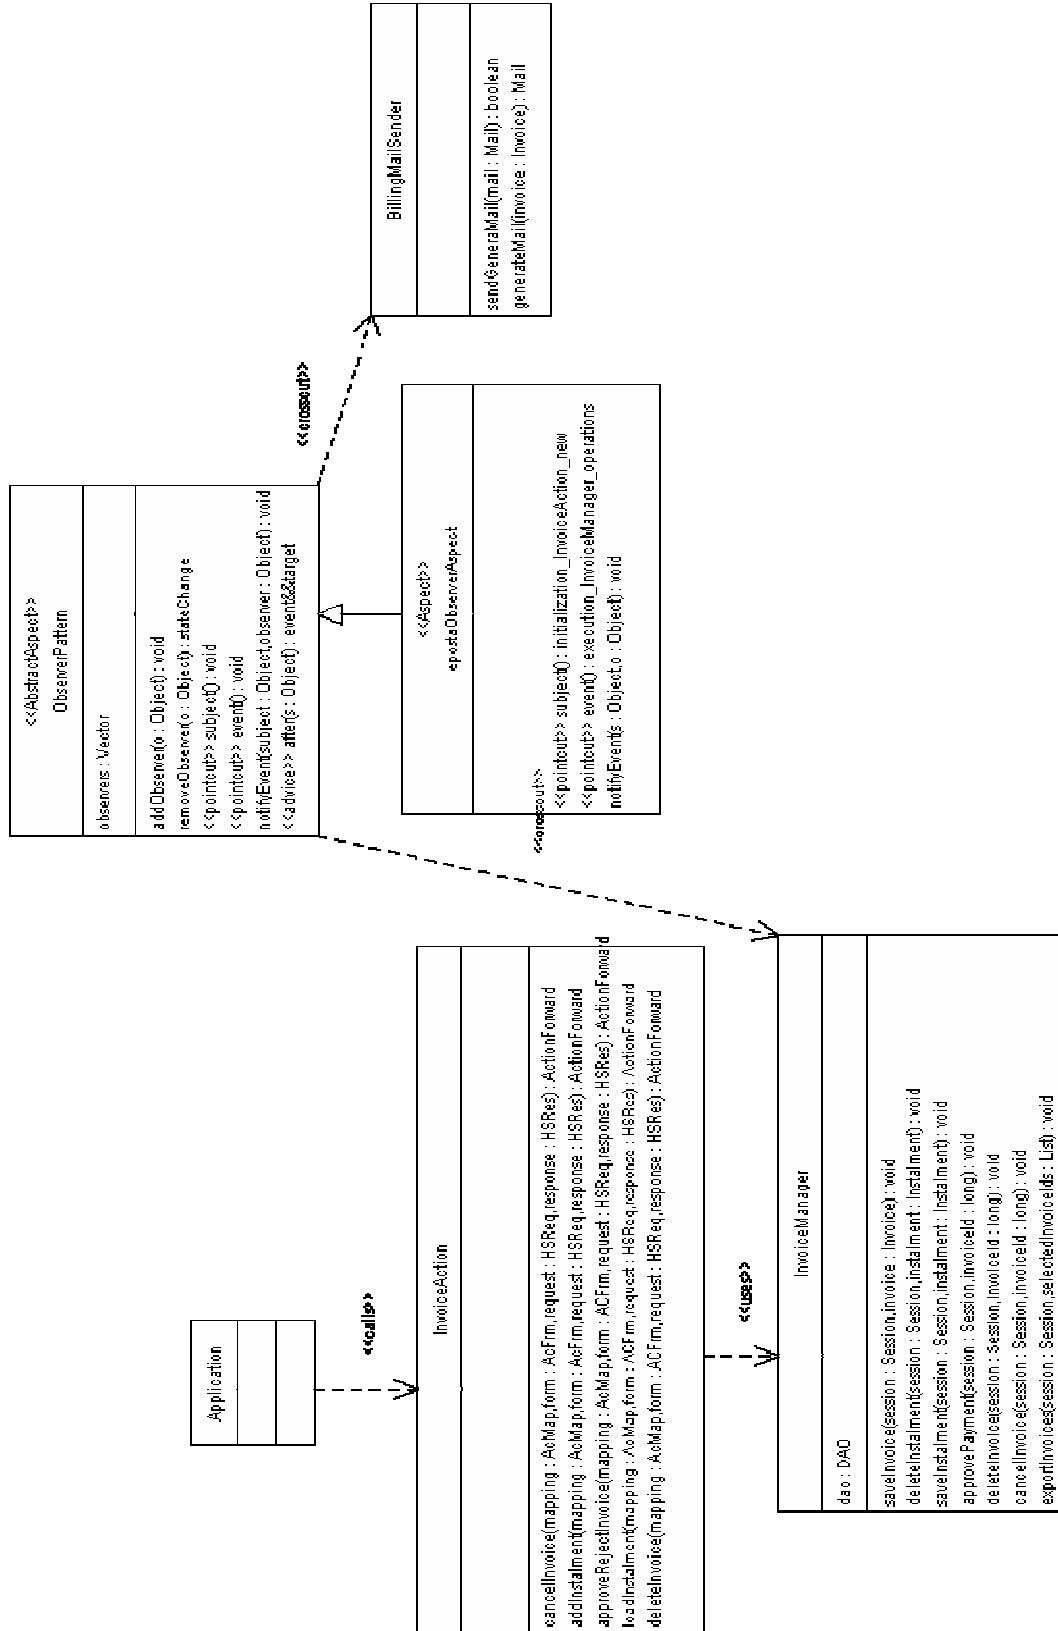 Application
<<calls>>
InvoiceAction
cancelInvoice(mapping : AcMap,form : AcFrm,request : HSReq,response : HSRes) : ActionForward
addInstalment(mapping : AcMap,form : AcFrm,request : HSReq,response : HSRes) : ActionForward
approveRejectInvoice(mapping : AcMap,form : ACFrm,request : HSReq,response : HSRes) : ActionForward
loadInstalment(mapping : AcMap,form : ACFrm,request : HSReq,response : HSRes) : ActionForward
deleteInvoice(mapping : AcMap,form : ACFrm,request : HSReq,response : HSRes) : ActionForward
<<uses>>
InvoiceManager
dao : DAO
saveInvoice(session : Session,invoice : Invoice) : void
deleteInstalment(session : Session,instalment : Instalment) : void
saveInstalment(session : Session,instalment : Instalment) : void
approvePayment(session : Session,invoiceId : long) : void
deleteInvoice(session : Session,invoiceId : long) : void
cancelInvoice(session : Session,invoiceId : long) : void
exportInvoices(session : Session,selectedInvoiceIds : List) : void
<<AbstractAspect>>
ObserverPattern
observers : Vector
addObserver(o : Object) : void
removeObserver(o : Object) : stateChange
<<pointcut>> subject() : void
<<pointcut>> event() : void
notifyEvent(subject : Object,observer : Object) : void
<<advice>> after(s : Object) : event&&target
<<Aspect>>
epostaObserverAspect
<<pointcut>> subject() : initialization_InvoiceAction_new
<<pointcut>> event() : execution_InvoiceManager_operations
notifyEvent(s : Object,o : Object) : void
<<crosscut>>
<<crosscut>>
BillingMailSender
sendGeneraMail(mail : Mail) : boolean
generateMail(invoice : Invoice) : Mail